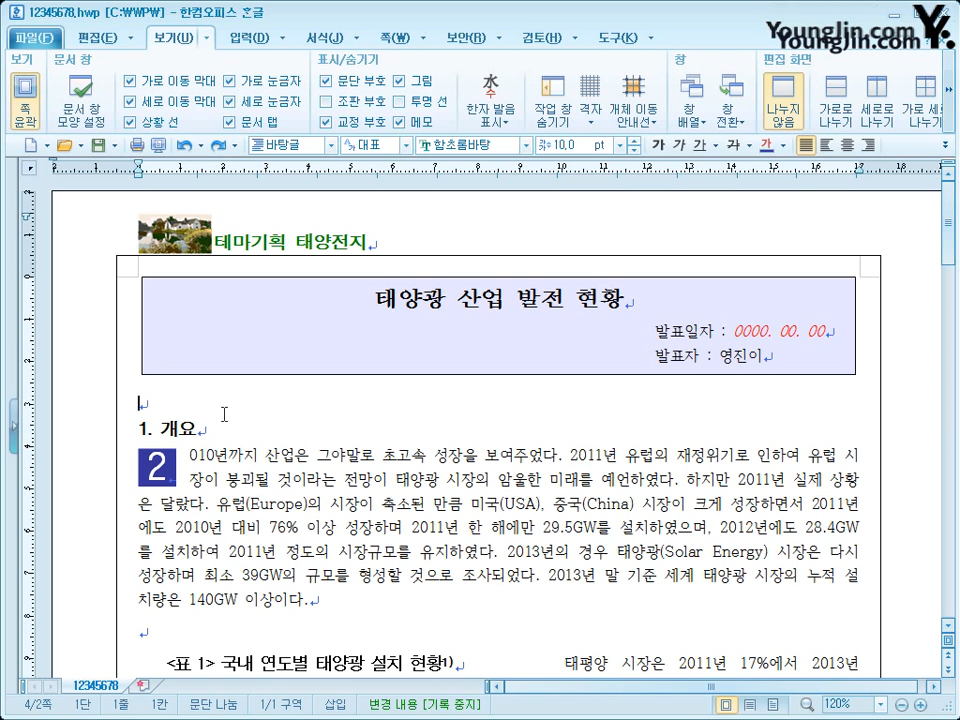 12345678.hwp [C:\WP\] - 한컴오피스 한글
YoungJin.com
YoungJin.com
Y.
파일(F) 편집(E) 보기(U) 입력(D) 서식(J) 쪽(W) 보안(R) 검토(H) 도구(K)
보기 문서 창 표시/숨기기 창 편집 화면
쪽 윤곽
문서 창 모양 설정
가로 이동 막대 가로 눈금자
세로 이동 막대 세로 눈금자
상황 선 문서 탭
문단 부호 그림
조판 부호 투명 선
교정 부호 메모
한자 발음 표시
작업 창 숨기기
격자
개체 이동 안내선
창 배열
창 전환
나누지 않음
가로로 나누기
세로로 나누기
가로 세 나누기
바탕글 대표 함초롬바탕 10.0 pt 가 가 가 가 가
테마기획 태양전지
태양광 산업 발전 현황
발표일자 : 0000. 00. 00
발표자 : 영진이
1. 개요
2010년까지 산업은 그야말로 초고속 성장을 보여주었다. 2011년 유럽의 재정위기로 인하여 유럽 시
장이 붕괴될 것이라는 전망이 태양광 시장의 암울한 미래를 예언하였다. 하지만 2011년 실제 상황
은 달랐다. 유럽(Europe)의 시장이 축소된 만큼 미국(USA), 중국(China) 시장이 크게 성장하면서 2011년
에도 2010년 대비 76% 이상 성장하며 2011년 한 해에만 29.5GW를 설치하였으며, 2012년에도 28.4GW
를 설치하여 2011년 정도의 시장규모를 유지하였다. 2013년의 경우 태양광(Solar Energy) 시장은 다시
성장하며 최소 39GW의 규모를 형성할 것으로 조사되었다. 2013년 말 기준 세계 태양광 시장의 누적 설
치량은 140GW 이상이다.
<표 1> 국내 연도별 태양광 설치 현황1) 태평양 시장은 2011년 17%에서 2013년
12345678
4/2쪽 1단 1줄 1칸 문단 나눔 1/1 구역 삽입 변경 내용 [기록 중지] 120%